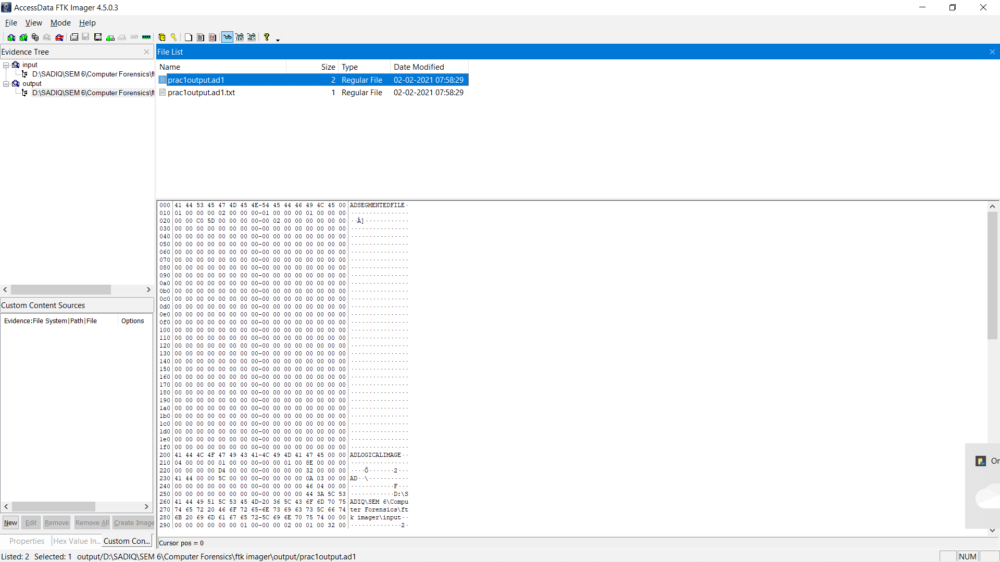 AccessData FTK Imager 4.5.0.3
File View Mode Help
Evidence Tree
input
D:\SADIQ\SEM 6\Computer Forensics\f
output
D:\SADIQ\SEM 6\Computer Forensics\f
File List
Name Size Type Date Modified
prac1output.ad1 2 Regular File 02-02-2021 07:58:29
prac1output.ad1.txt 1 Regular File 02-02-2021 07:58:29
Custom Content Sources
Evidence:File System|Path|File Options
New Edit Remove Remove All Create Image
Properties Hex Value In... Custom Con...
000 41 44 53 45 47 4D 45 4E-54 45 44 46 49 4C 45 00 ADSEGMENTEDFILE·
010 01 00 00 00 02 00 00 00-01 00 00 00 01 00 00 00 ················
020 00 00 C0 5D 00 00 00 00-00 02 00 00 00 00 00 00 ··À]············
030 00 00 00 00 00 00 00 00-00 00 00 00 00 00 00 00 ················
040 00 00 00 00 00 00 00 00-00 00 00 00 00 00 00 00 ················
050 00 00 00 00 00 00 00 00-00 00 00 00 00 00 00 00 ················
060 00 00 00 00 00 00 00 00-00 00 00 00 00 00 00 00 ················
070 00 00 00 00 00 00 00 00-00 00 00 00 00 00 00 00 ················
080 00 00 00 00 00 00 00 00-00 00 00 00 00 00 00 00 ················
090 00 00 00 00 00 00 00 00-00 00 00 00 00 00 00 00 ················
0a0 00 00 00 00 00 00 00 00-00 00 00 00 00 00 00 00 ················
0b0 00 00 00 00 00 00 00 00-00 00 00 00 00 00 00 00 ················
0c0 00 00 00 00 00 00 00 00-00 00 00 00 00 00 00 00 ················
0d0 00 00 00 00 00 00 00 00-00 00 00 00 00 00 00 00 ················
0e0 00 00 00 00 00 00 00 00-00 00 00 00 00 00 00 00 ················
0f0 00 00 00 00 00 00 00 00-00 00 00 00 00 00 00 00 ················
100 00 00 00 00 00 00 00 00-00 00 00 00 00 00 00 00 ················
110 00 00 00 00 00 00 00 00-00 00 00 00 00 00 00 00 ················
120 00 00 00 00 00 00 00 00-00 00 00 00 00 00 00 00 ················
130 00 00 00 00 00 00 00 00-00 00 00 00 00 00 00 00 ················
140 00 00 00 00 00 00 00 00-00 00 00 00 00 00 00 00 ················
150 00 00 00 00 00 00 00 00-00 00 00 00 00 00 00 00 ················
160 00 00 00 00 00 00 00 00-00 00 00 00 00 00 00 00 ················
170 00 00 00 00 00 00 00 00-00 00 00 00 00 00 00 00 ················
180 00 00 00 00 00 00 00 00-00 00 00 00 00 00 00 00 ················
190 00 00 00 00 00 00 00 00-00 00 00 00 00 00 00 00 ················
1a0 00 00 00 00 00 00 00 00-00 00 00 00 00 00 00 00 ················
1b0 00 00 00 00 00 00 00 00-00 00 00 00 00 00 00 00 ················
1c0 00 00 00 00 00 00 00 00-00 00 00 00 00 00 00 00 ················
1d0 00 00 00 00 00 00 00 00-00 00 00 00 00 00 00 00 ················
1e0 00 00 00 00 00 00 00 00-00 00 00 00 00 00 00 00 ················
1f0 00 00 00 00 00 00 00 00-00 00 00 00 00 00 00 00 ················
200 41 44 4C 4F 47 49 43 41-4C 49 4D 41 47 45 00 00 ADLOGICALIMAGE··
210 04 00 00 00 01 00 00 00-00 00 01 00 8E 00 00 00 ················
220 00 00 00 00 D4 00 00 00-00 00 00 00 32 00 00 00 ····Ô·······2···
230 41 44 00 00 5C 00 00 00-00 00 00 00 0A 03 00 00 AD··\···········
240 00 00 00 00 00 00 00 00-00 00 00 00 46 04 00 00 ············F···
250 00 00 00 00 00 00 00 00-00 00 00 00 44 3A 5C 53 ············D:\S
260 41 44 49 51 5C 53 45 4D-20 36 5C 43 6F 6D 70 75 ADIQ\SEM 6\Compu
270 74 65 72 20 46 6F 72 65-6E 73 69 63 73 5C 66 74 ter Forensics\ft
280 6B 20 69 6D 61 67 65 72-5C 69 6E 70 75 74 00 00 k imager\input··
290 00 00 00 00 00 00 01 00-00 00 02 00 01 00 32 00 ··············2·
On
Cursor pos = 0
Listed: 2 Selected: 1 output/D:\SADIQ\SEM 6\Computer Forensics\ftk imager\output/prac1output.ad1
NUM